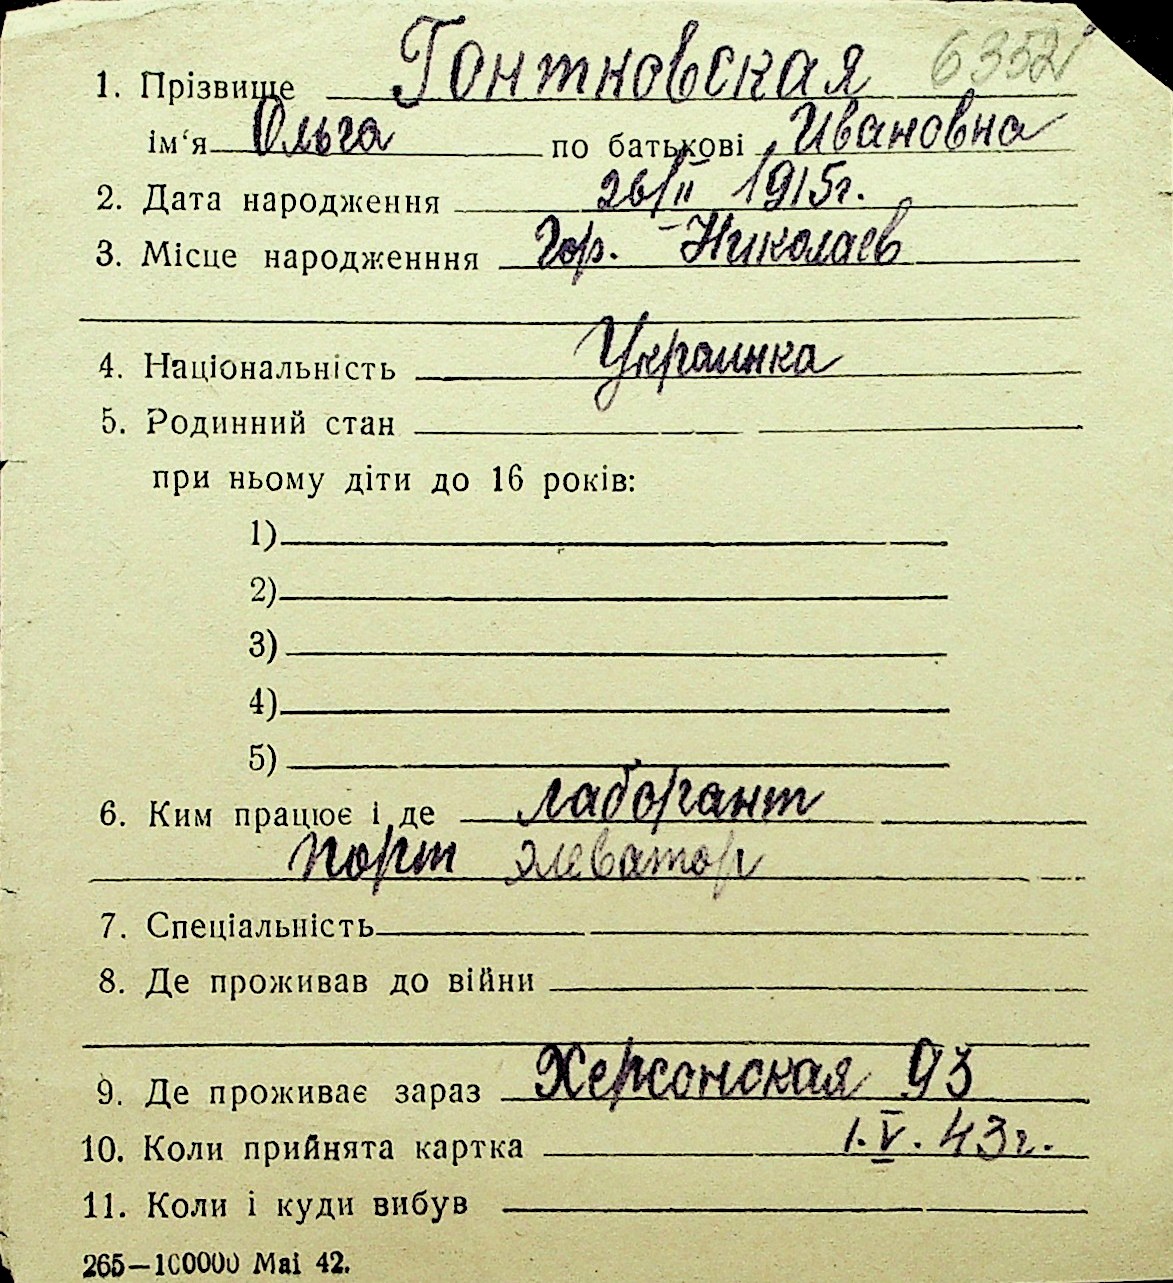 6352
1. Прізвище Гонтковская
ім‘я Ольга по батькові Ивановна
2. Дата народження 26/II 1915г.
3. Місце народженння Гор. Николаев
4. Національність Украинка
5. Родинний стан
при ньому діти до 16 років:
1)
2)
3)
4)
5)
6. Ким працює і де лаборант
порт элеватор
7. Спеціальність
8. Де проживав до війни
9. Де проживає зараз Херсонская 93
10. Коли прийнята картка 1.V.43г.
11. Коли і куди вибув
265—100000 Mai 42.